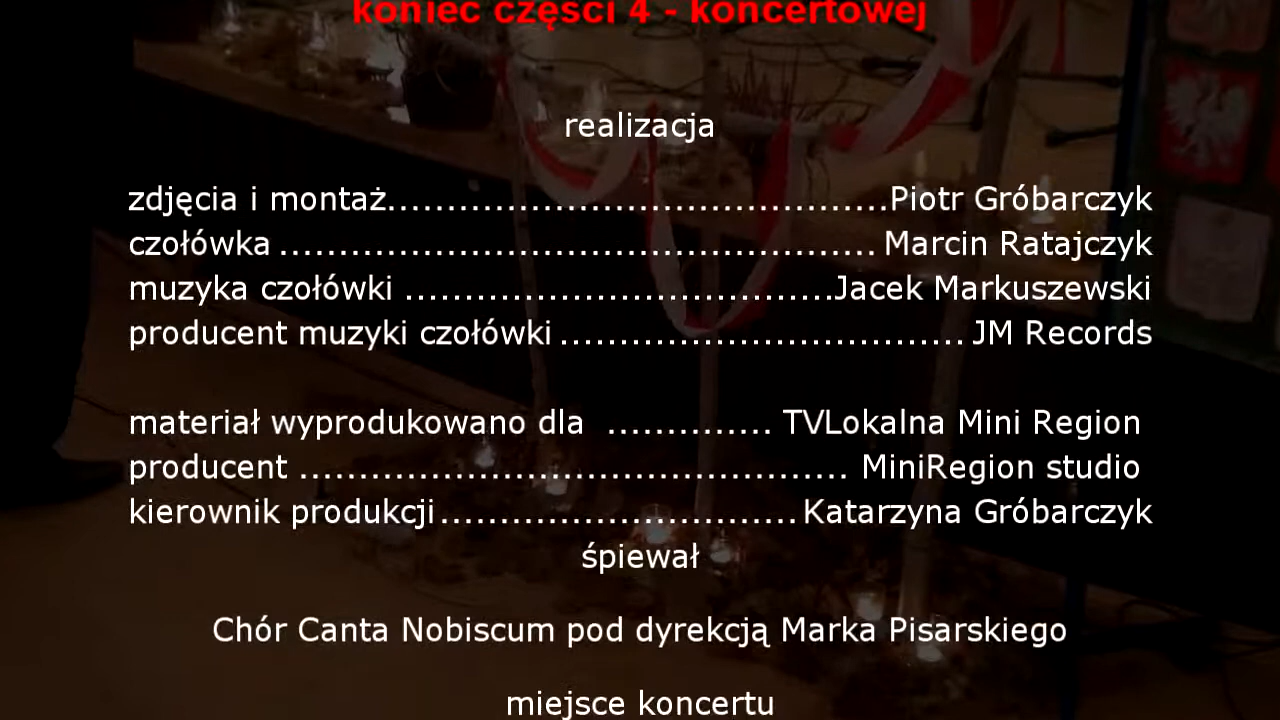 koniec części 4 - koncertowej
realizacja
zdjęcia i montaż..........................................Piotr Gróbarczyk
czołówka .................................................. Marcin Ratajczyk
muzyka czołówki ....................................Jacek Markuszewski
producent muzyki czołówki .................................. JM Records
materiał wyprodukowano dla .............. TVLokalna Mini Region
producent .............................................. MiniRegion studio
kierownik produkcji..............................Katarzyna Gróbarczyk
śpiewał
Chór Canta Nobiscum pod dyrekcją Marka Pisarskiego
miejsce koncertu